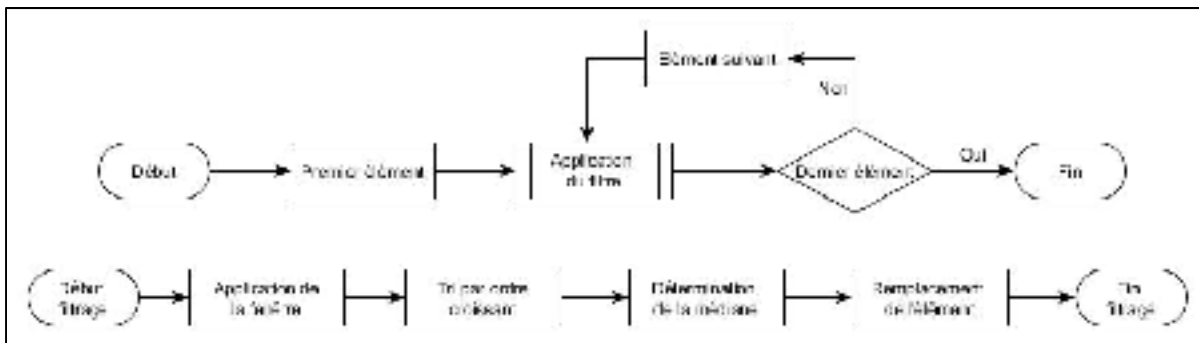 Elément suivant
Non
Début
Premier élément
Application
du filtre
Dernier élément
Oui
Fin
Début
filtrage
Application de
la fenêtre
Tri par ordre
croissant
Détermination
de la médiane
Remplacement
de l'élément
Fin
filtrage